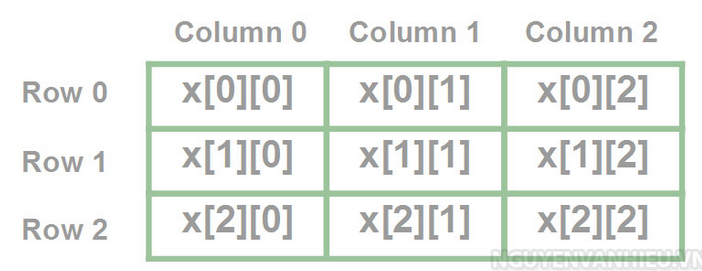 Column 0 Column 1 Column 2
Row 0 x[0][0] x[0][1] x[0][2]
Row 1 x[1][0] x[1][1] x[1][2]
Row 2 x[2][0] x[2][1] x[2][2]
NGUYENVANHIEU.VN